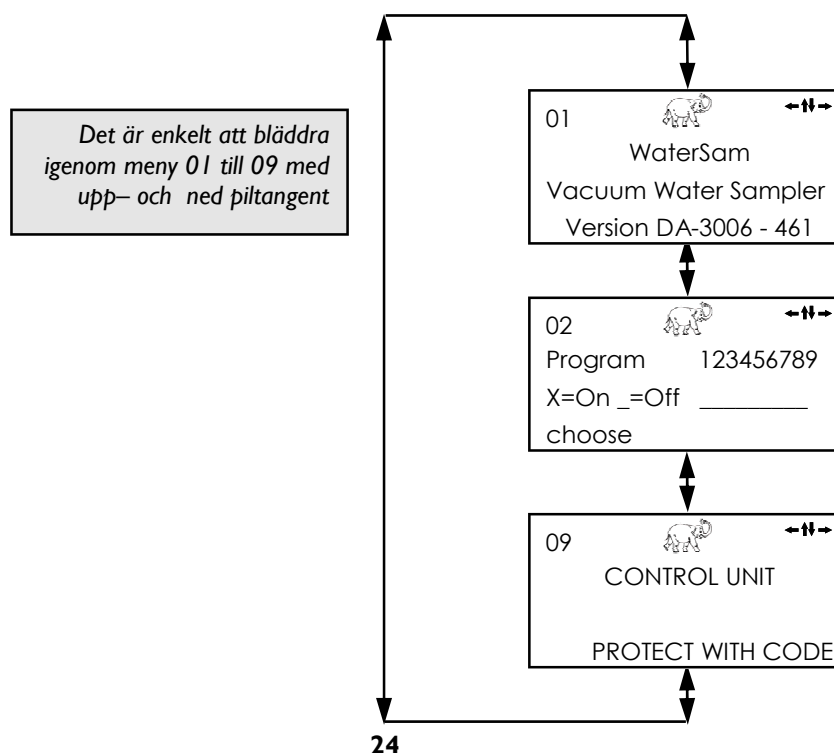 Det är enkelt att bläddra
igenom meny 01 till 09 med
upp– och  ned piltangent
01
WaterSam
Vacuum Water Sampler
Version DA-3006 - 461
02
Program 123456789
X=On _=Off _________
choose
09
CONTROL UNIT
PROTECT WITH CODE
24